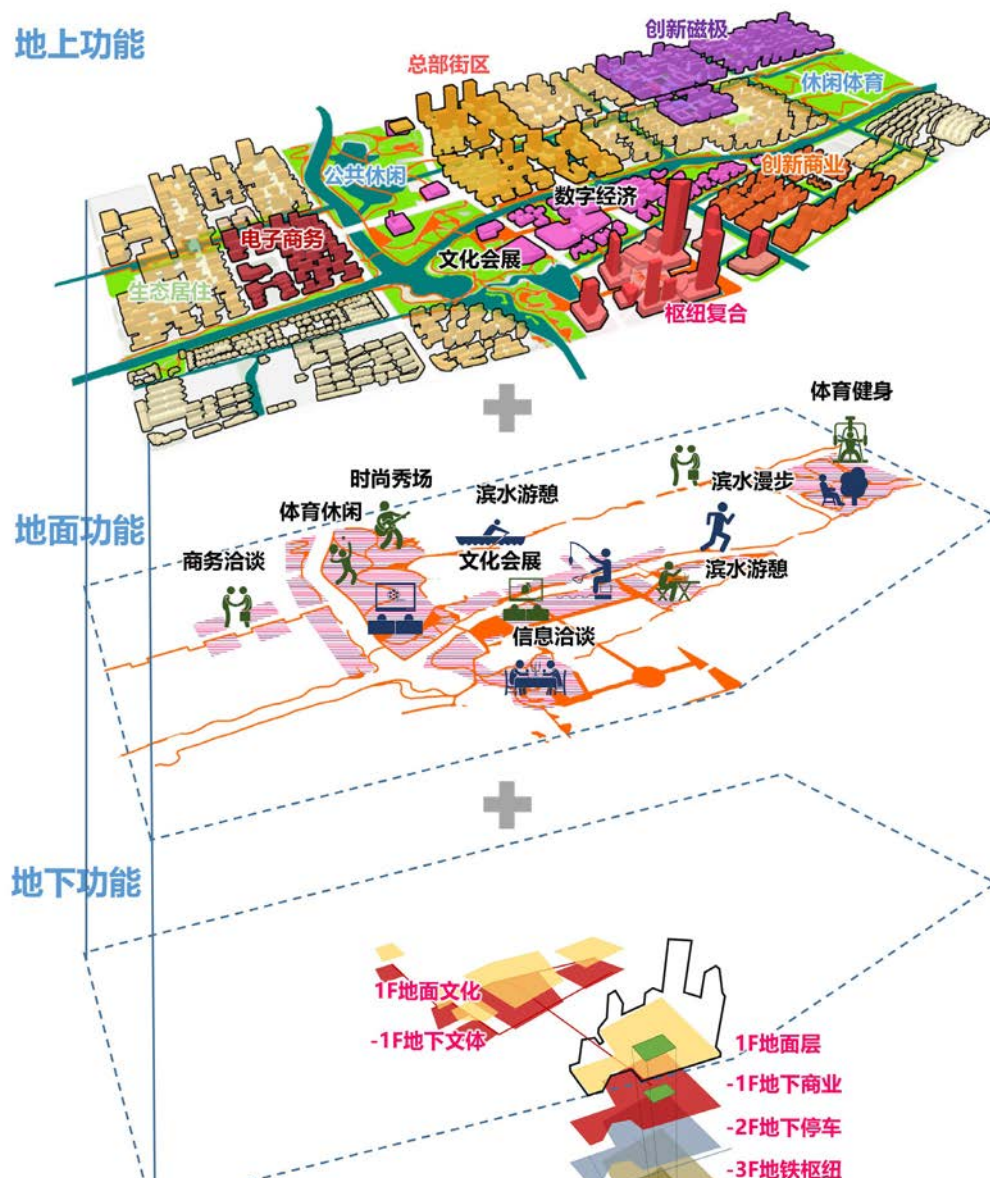 地上功能
创新磁极
总部街区
休闲体育
公共休闲
创新商业
数字经济
电子商务
文化会展
生态居住
枢纽复合
体育健身
时尚秀场
滨水游憩
滨水漫步
体育休闲
地面功能
商务洽谈
文化会展
滨水游憩
信息洽谈
地下功能
1F地面文化
-1F地下文体
1F地面层
-1F地下商业
-2F地下停车
-3F地铁枢纽